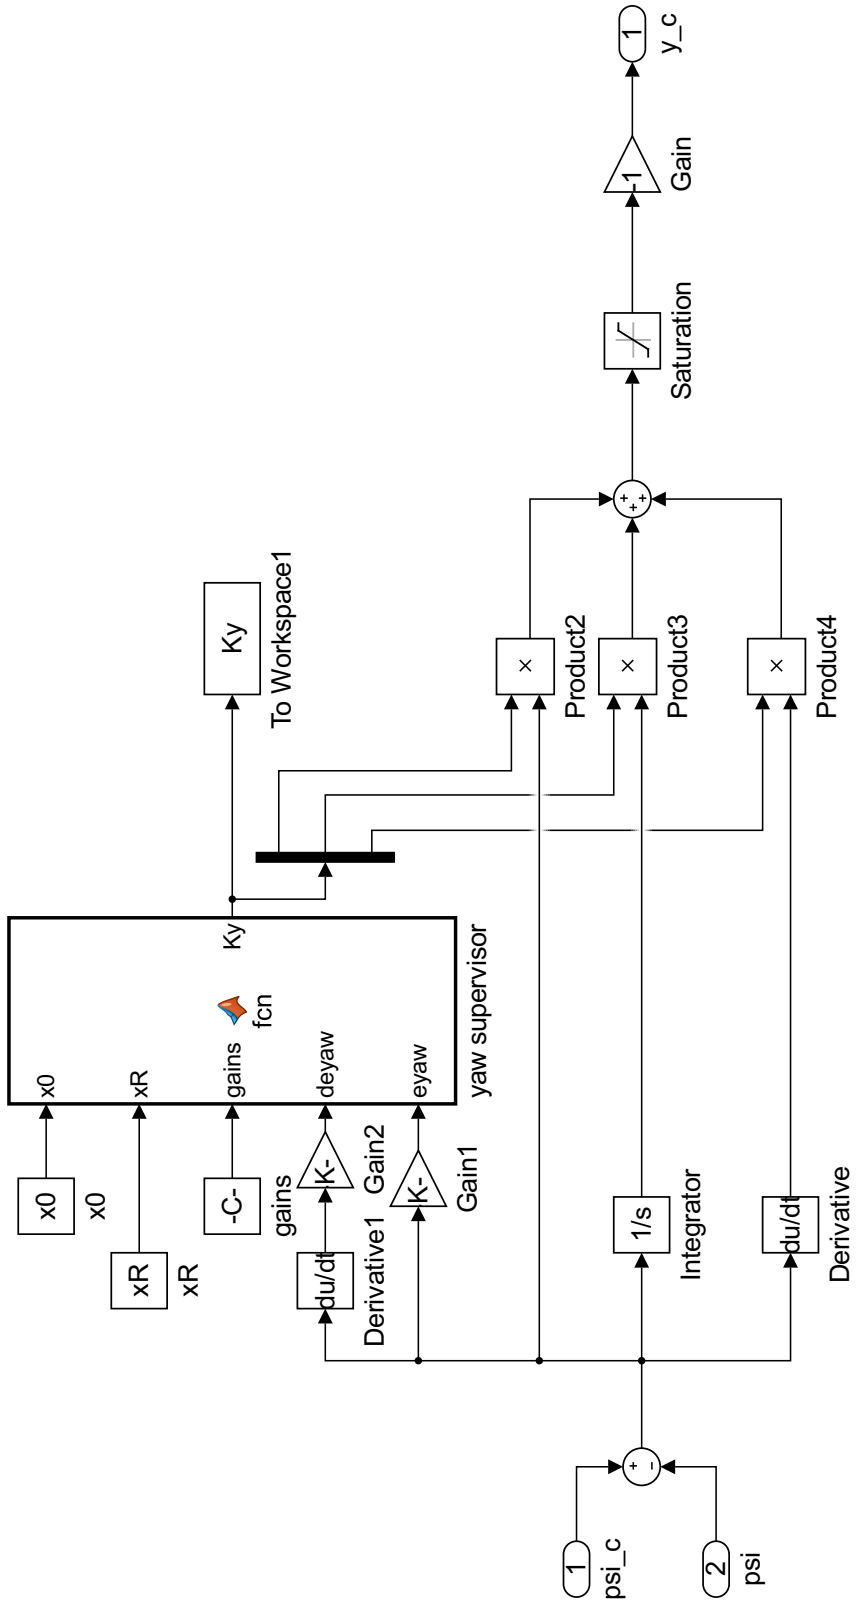 x0
x0
x0
xR
xR
xR
-C-
gains
gains
du/dt
Derivative1
K-
Gain2
deyaw
K-
Gain1
eyaw
fcn
Ky
yaw supervisor
Ky
To Workspace1
1
psi_c
2
psi
+
−
1/s
Integrator
du/dt
Derivative
×
Product2
×
Product3
×
Product4
+
+
+
Saturation
-1
Gain
1
y_c